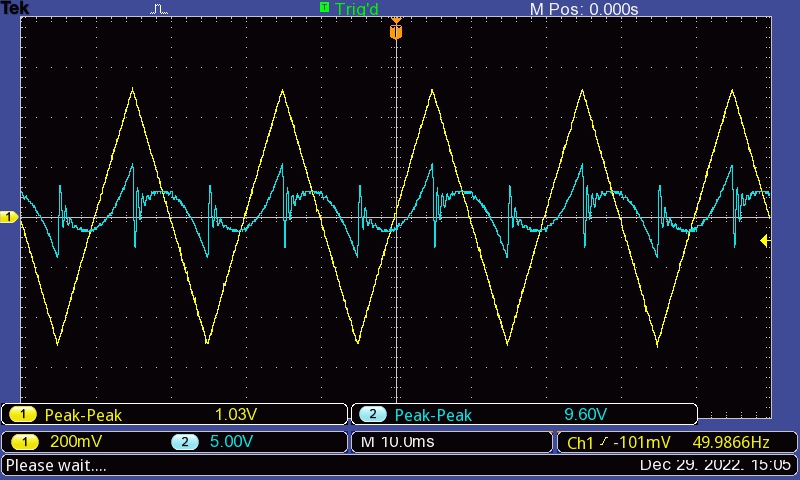 Tek T Trig'd M Pos: 0.000s
T
1
1 Peak-Peak 1.03V 2 Peak-Peak 9.60V
1 200mV 2 5.00V M 10.0ms Ch1 -101mV 49.9866Hz
Please wait.... Dec 29. 2022. 15:05